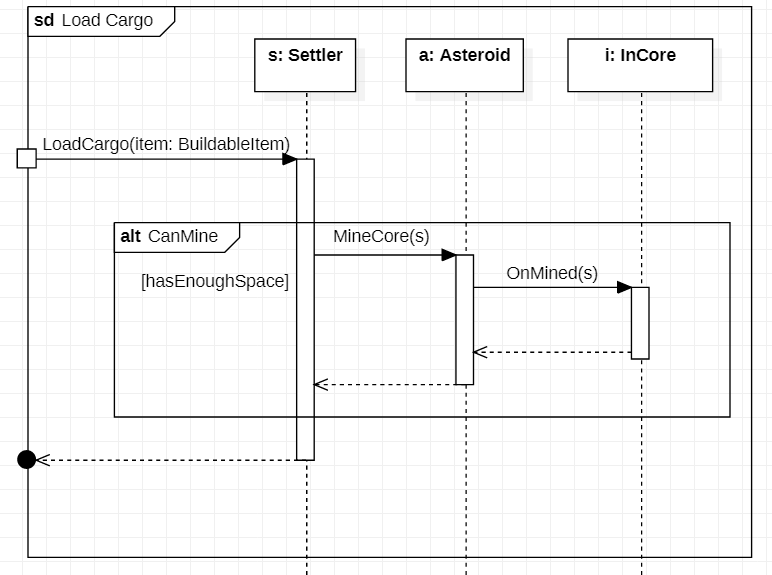 sd Load Cargo
s: Settler
a: Asteroid
i: InCore
LoadCargo(item: BuildableItem)
alt CanMine
MineCore(s)
[hasEnoughSpace]
OnMined(s)